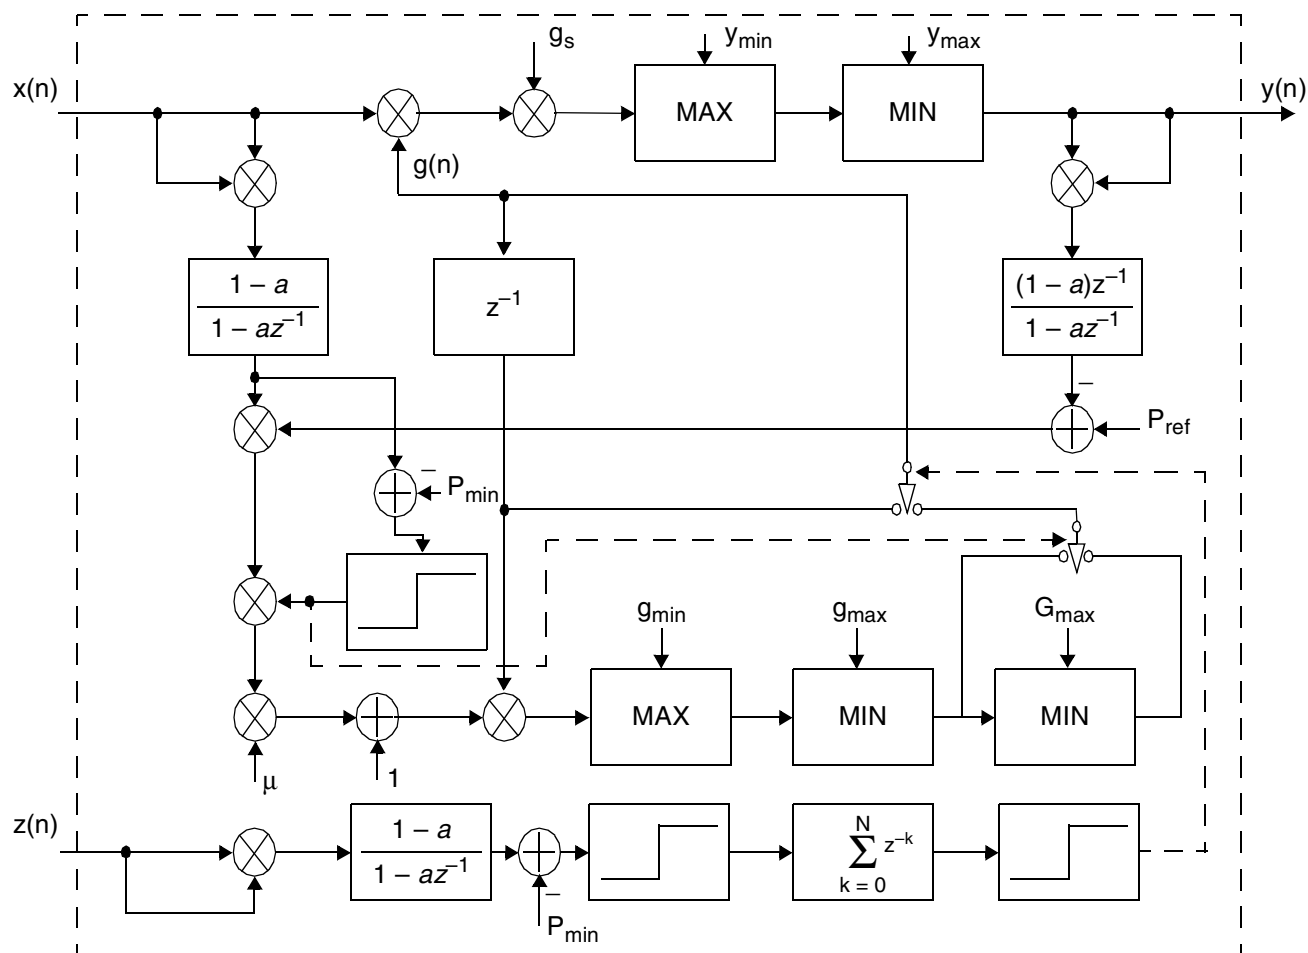 g_s
y_min
y_max
x(n)
MAX
MIN
y(n)
g(n)
1 – a
1 – az⁻¹
z⁻¹
(1 – a)z⁻¹
1 – az⁻¹
–
P_ref
–
P_min
g_min
g_max
G_max
MAX
MIN
MIN
μ
1
z(n)
1 – a
1 – az⁻¹
N
∑ z⁻ᵏ
k = 0
–
P_min